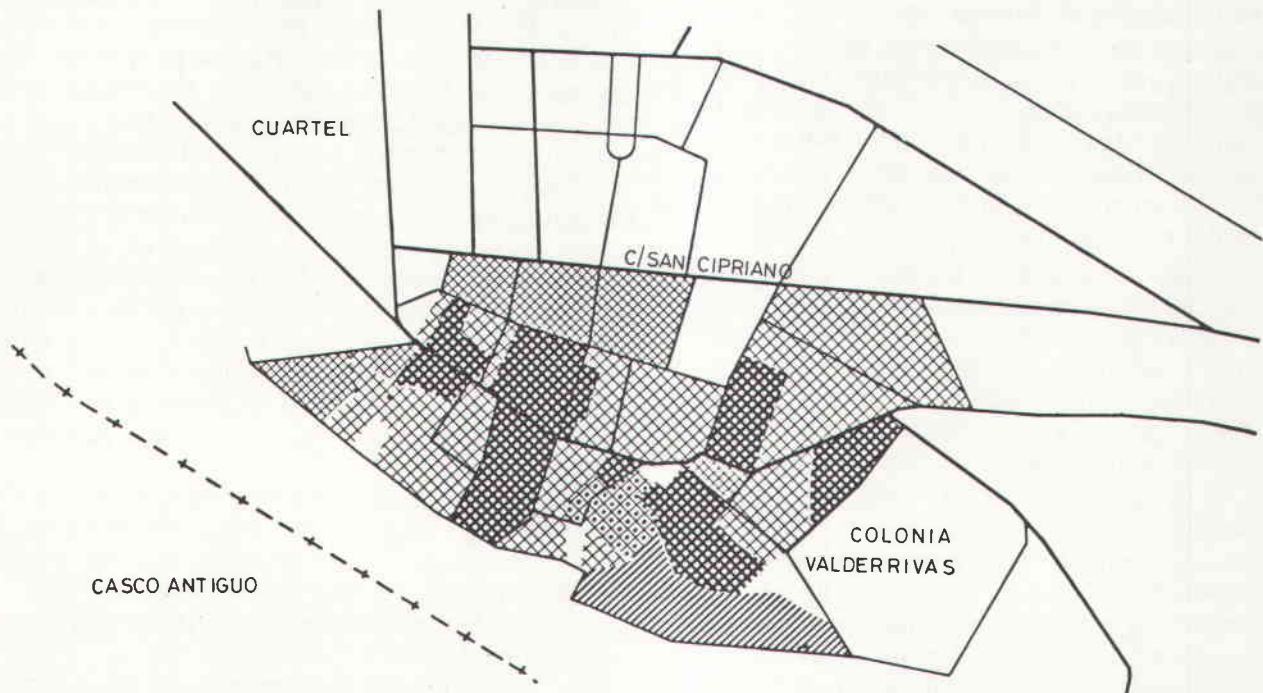 CUARTEL
C/SAN CIPRIANO
COLONIA
VALDERRIVAS
CASCO ANTIGUO